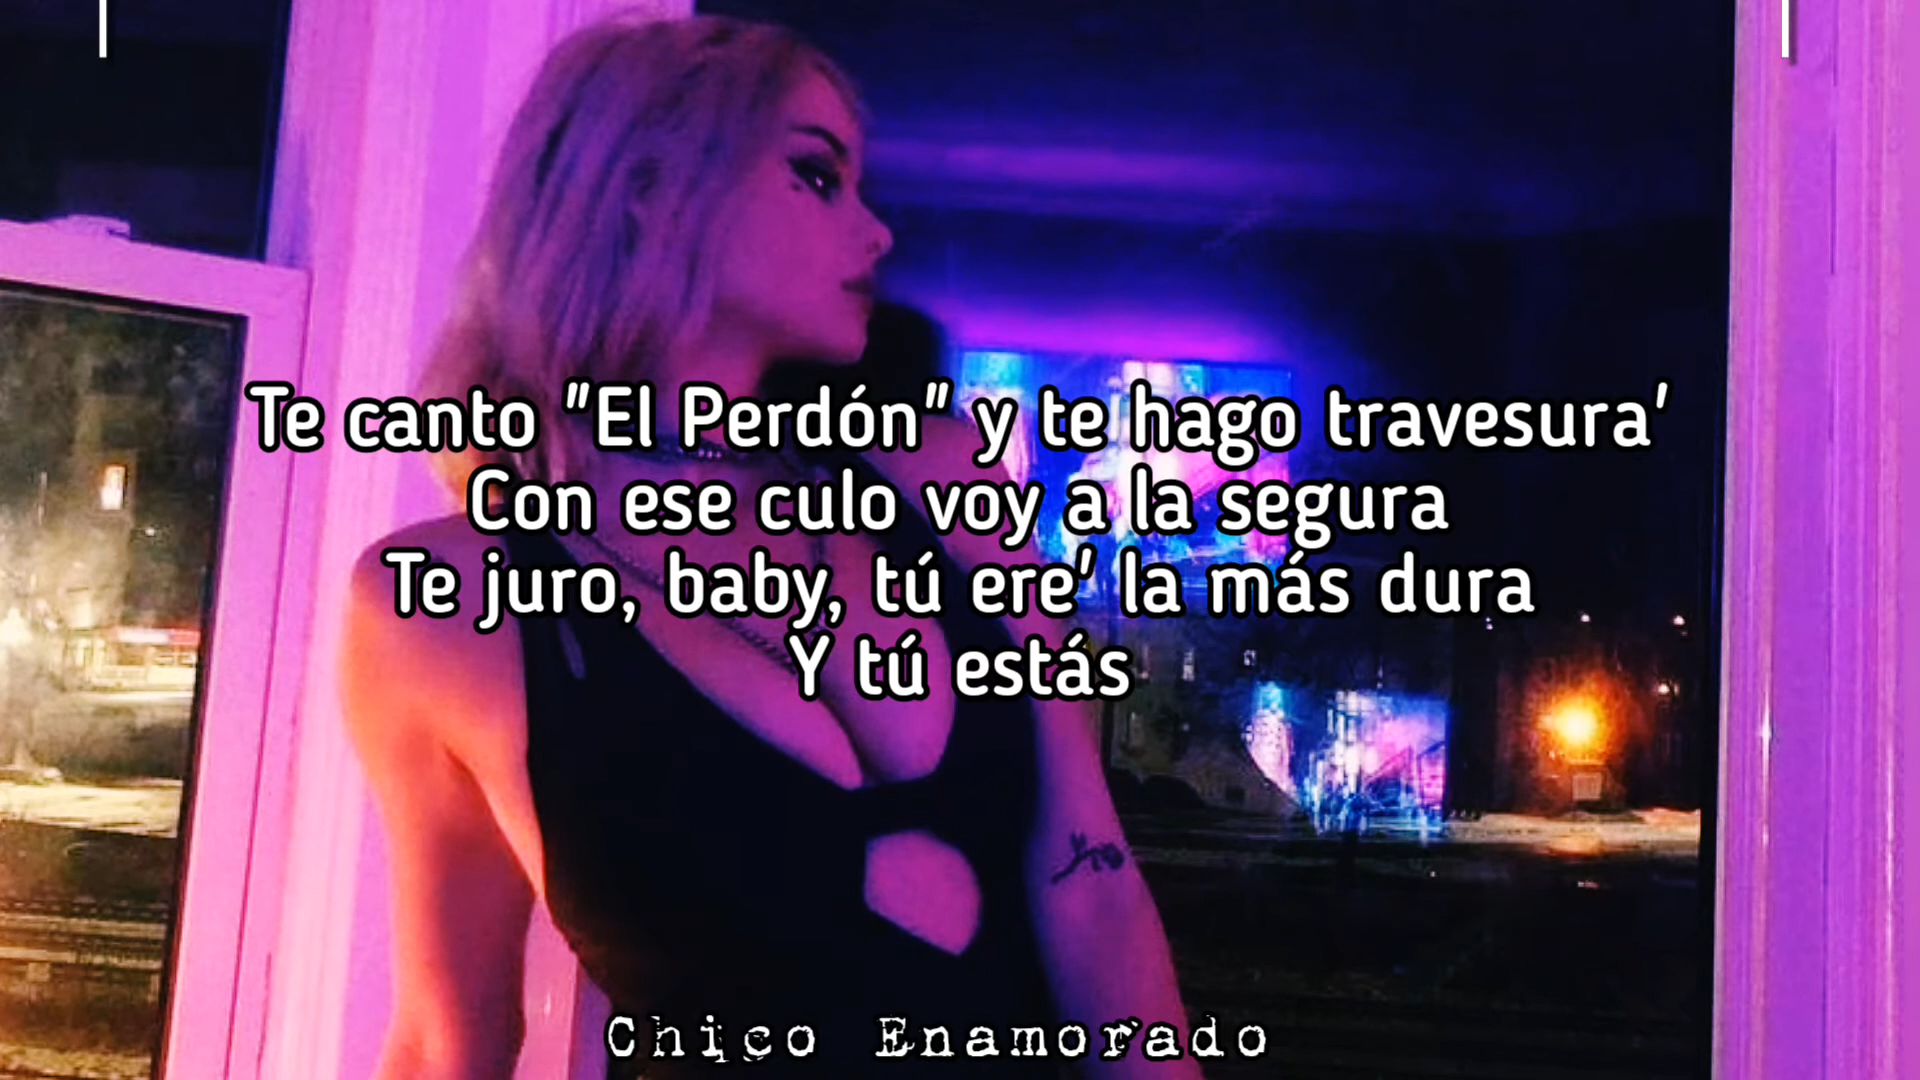 Te canto "El Perdón" y te hago travesura'
Con ese culo voy a la segura
Te juro, baby, tú ere' la más dura
Y tú estás
Chico Enamorado